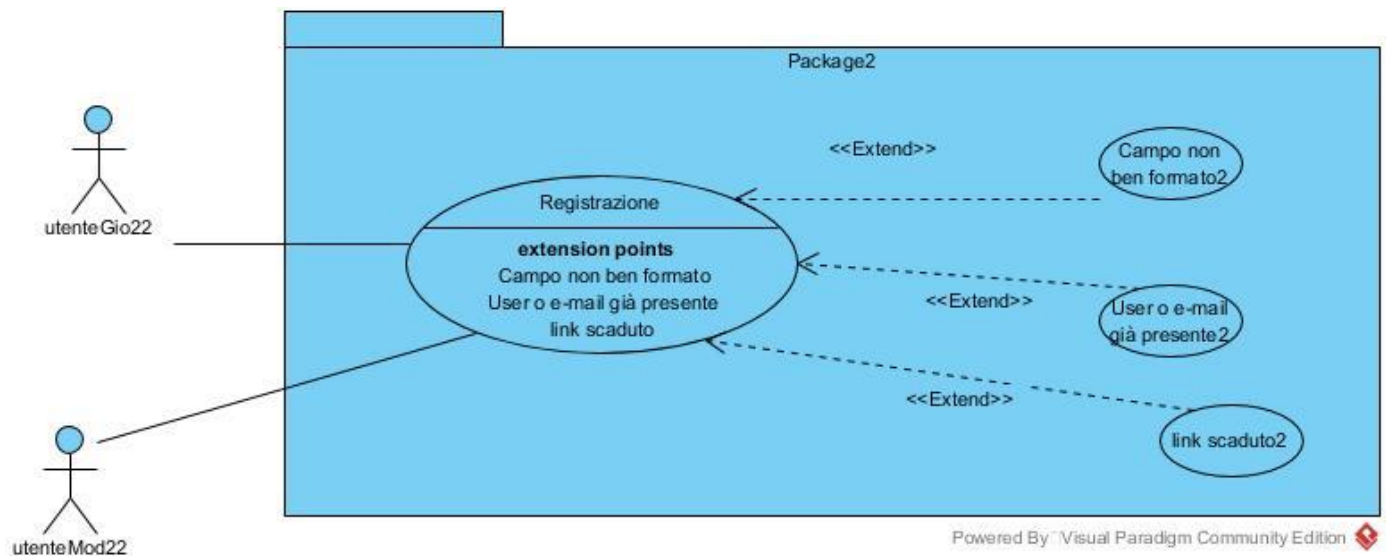 Package2
utenteGio22
<<Extend>>
Campo non
ben formato2
Registrazione
extension points
Campo non ben formato
User o e-mail già presente
link scaduto
<<Extend>>
User o e-mail
già presente2
<<Extend>>
link scaduto2
utenteMod22
Powered By Visual Paradigm Community Edition